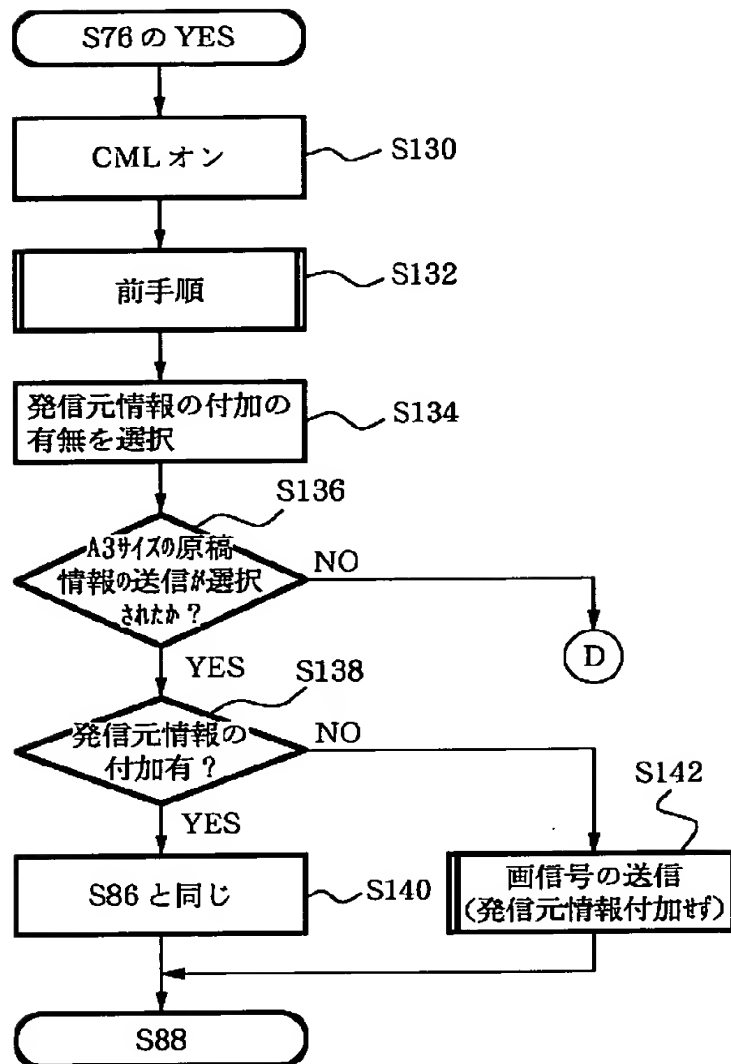 S76 の YES
CML オン
S130
前手順
S132
発信元情報の付加の
有無を選択
S134
S136
A3サイズの原稿
情報の送信が選択
されたか?
NO
D
YES
S138
発信元情報の
付加有?
NO
S142
YES
S86 と同じ
S140
画信号の送信
(発信元情報付加せず)
S88